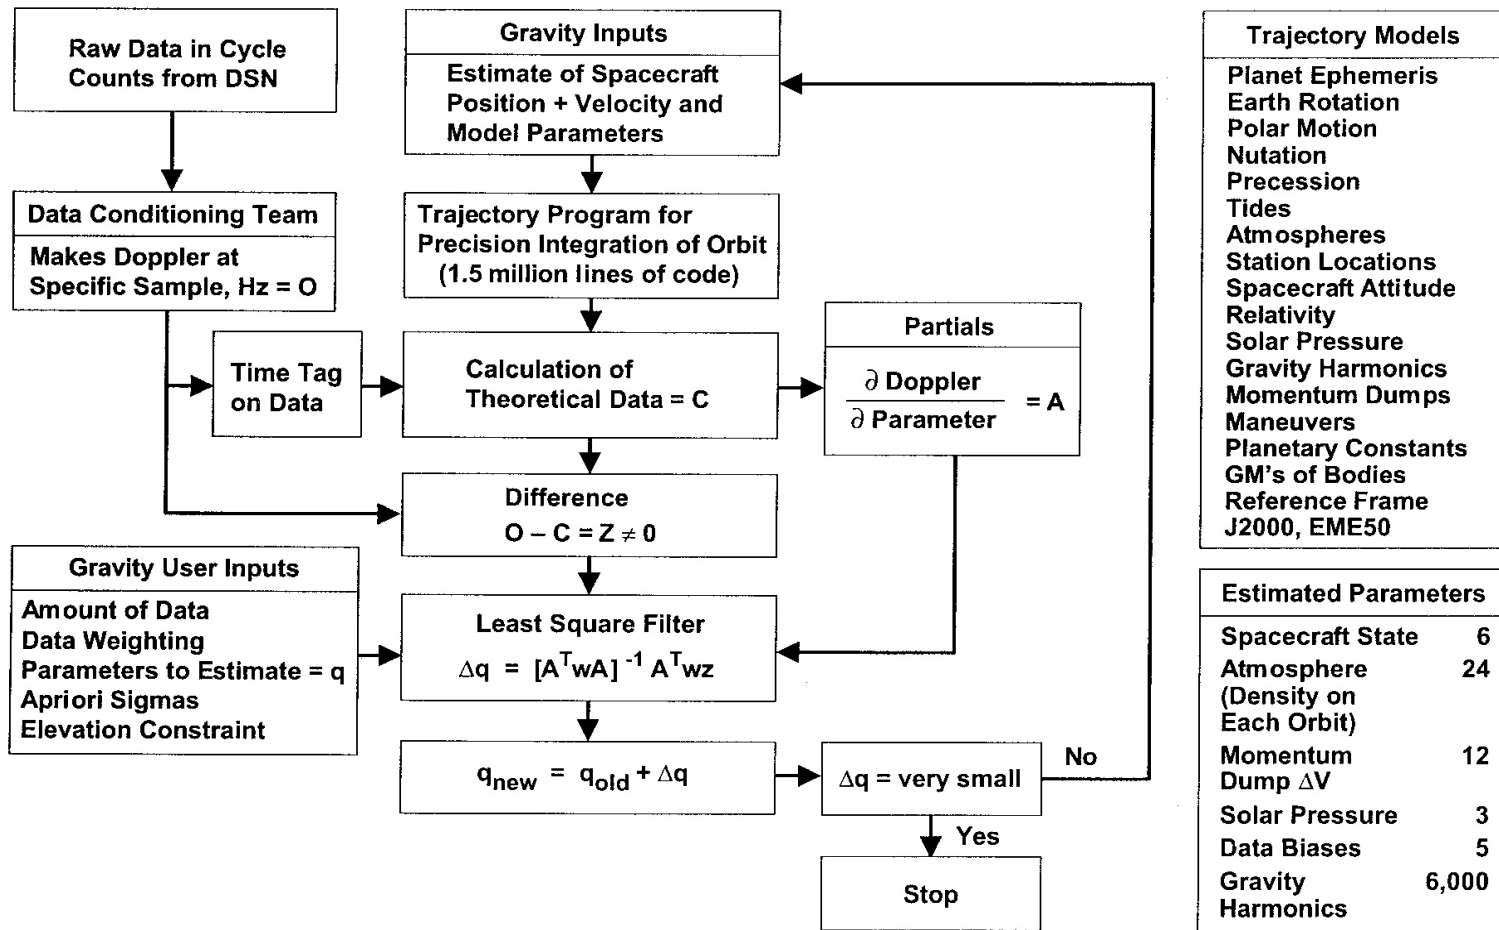 Raw Data in Cycle
Counts from DSN
Data Conditioning Team
Makes Doppler at
Specific Sample, Hz = O
Time Tag
on Data
Gravity User Inputs
Amount of Data
Data Weighting
Parameters to Estimate = q
Apriori Sigmas
Elevation Constraint
Gravity Inputs
Estimate of Spacecraft
Position + Velocity and
Model Parameters
Trajectory Program for
Precision Integration of Orbit
(1.5 million lines of code)
Calculation of
Theoretical Data = C
Partials
∂ Doppler
∂ Parameter
= A
Difference
O – C = Z ≠ 0
Least Square Filter
Δq = [AᵀwA]⁻¹ Aᵀwz
q_new = q_old + Δq
Δq = very small
No
Yes
Stop
Trajectory Models
Planet Ephemeris
Earth Rotation
Polar Motion
Nutation
Precession
Tides
Atmospheres
Station Locations
Spacecraft Attitude
Relativity
Solar Pressure
Gravity Harmonics
Momentum Dumps
Maneuvers
Planetary Constants
GM's of Bodies
Reference Frame
J2000, EME50
Estimated Parameters
Spacecraft State 6
Atmosphere 24
(Density on
Each Orbit)
Momentum 12
Dump ΔV
Solar Pressure 3
Data Biases 5
Gravity 6,000
Harmonics